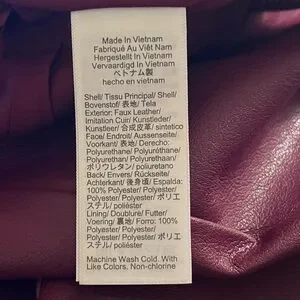 Made In Vietnam
Fabriqué Au Viêt Nam
Hergestellt In Vietnam
Vervaardigd In Vietnam
ベトナム製
hecho en vietnam
Shell/ Tissu Principal/ Shell/
Bovenstof/ 表地/ Tela
Exterior: Faux Leather/
Imitation Cuir/ Kunstleder/
Kunstleer/ 合成皮革/ sintetico
Face/ Endroit/ Aussenseite/
Voorkant/ 表地/ Derecho:
Polyurethane/ Polyuréthane/
Polyurethan/ Polyurethaan/
ポリウレタン/ poliuretano
Back/ Envers/ Rückseite/
Achterkant/ 後身頃/ Espalda:
100% Polyester/ Polyester/
Polyester/ Polyester/ ポリエ
ステル/ poliéster
Lining/ Doublure/ Futter/
Voering/ 裏地/ Forro: 100%
Polyester/ Polyester/
Polyester/ Polyester/ ポリエ
ステル/ poliéster
Machine Wash Cold. With
Like Colors, Non-chlorine